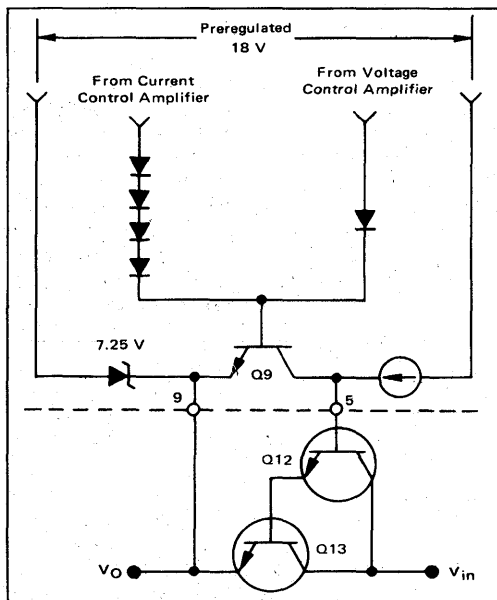 Preregulated
18 V
From Current
Control Amplifier
From Voltage
Control Amplifier
7.25 V
Q9
9
5
Q12
Q13
VO
Vin